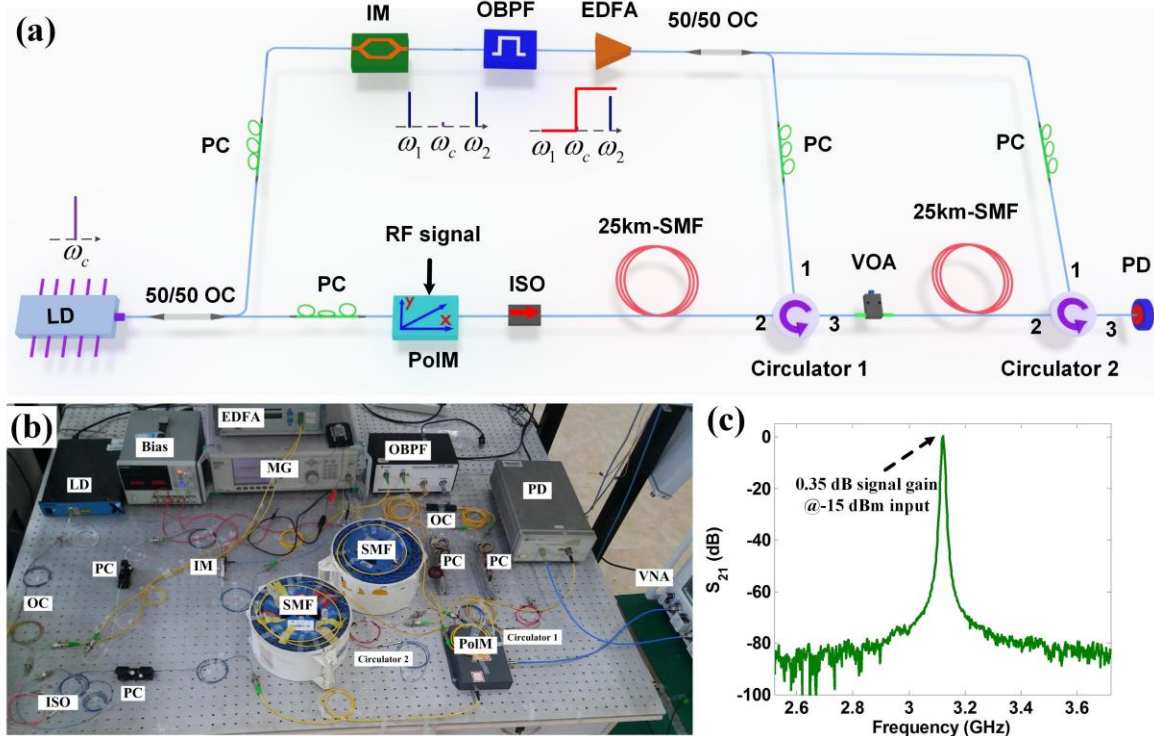 (a)
IM
OBPF
EDFA
50/50 OC
ω1 ωc ω2
ω1 ωc ω2
PC
PC
PC
ωc
RF signal
25km-SMF
25km-SMF
LD
50/50 OC
PC
y
x
PolM
ISO
1
2
3
Circulator 1
VOA
1
2
3
Circulator 2
PD
(b)
EDFA
Bias
MG
OBPF
LD
PD
OC
SMF
PC
PC
PC
IM
VNA
OC
SMF
PolM
Circulator 1
Circulator 2
PC
ISO
(c)
0
-20
-40
-60
-80
-100
S21 (dB)
0.35 dB signal gain
@-15 dBm input
2.6 2.8 3 3.2 3.4 3.6
Frequency (GHz)